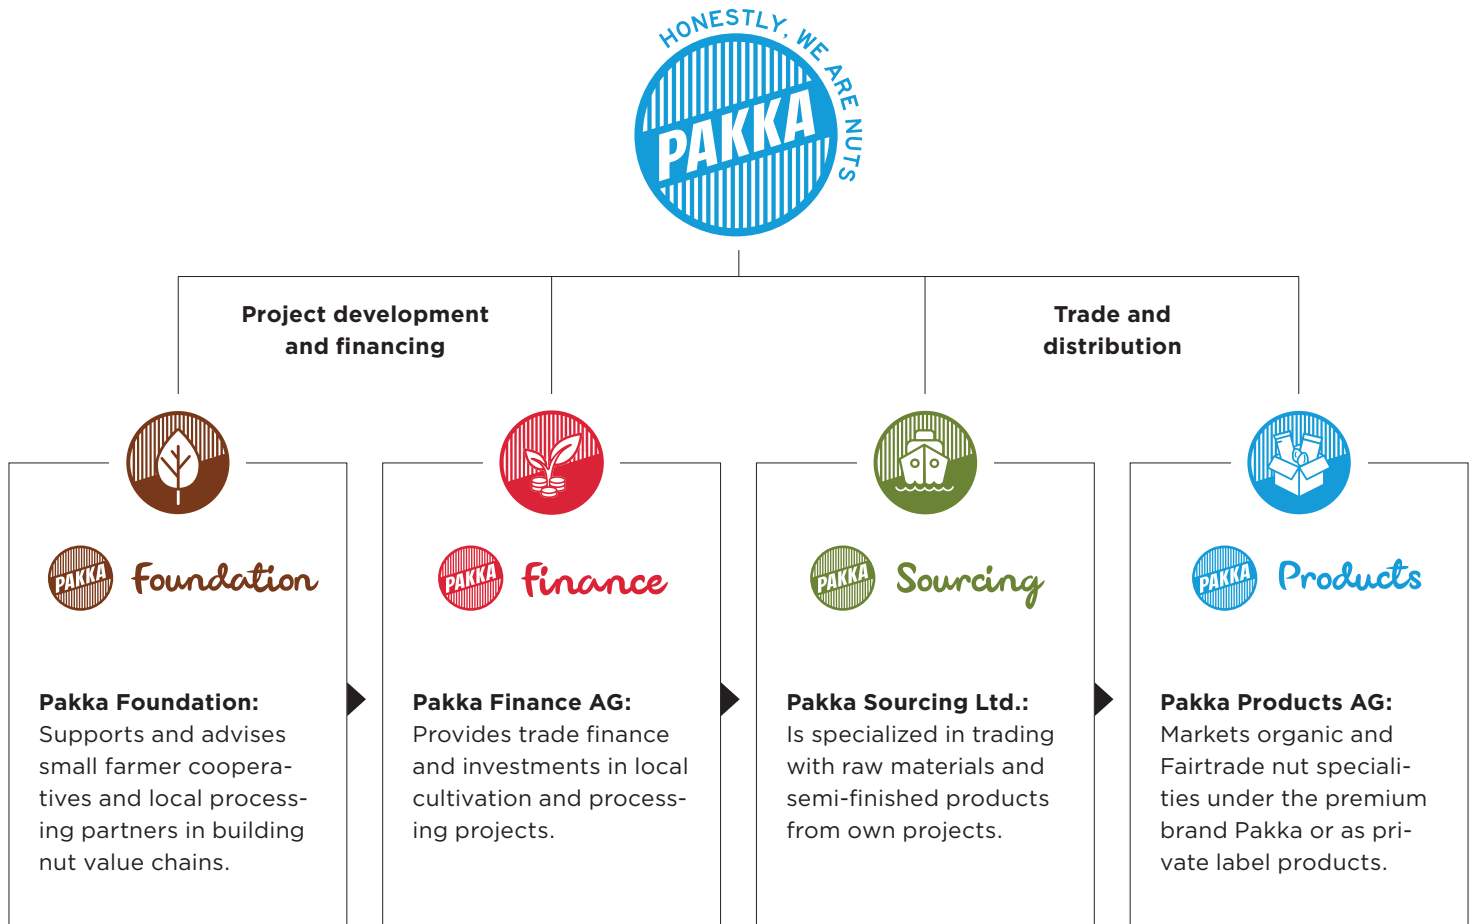 HONESTLY, WE ARE NUTS
PAKKA
Project development
and financing
Trade and
distribution
PAKKA Foundation
PAKKA Finance
PAKKA Sourcing
PAKKA Products
Pakka Foundation:
Supports and advises
small farmer coopera-
tives and local process-
ing partners in building
nut value chains.
Pakka Finance AG:
Provides trade finance
and investments in local
cultivation and process-
ing projects.
Pakka Sourcing Ltd.:
Is specialized in trading
with raw materials and
semi-finished products
from own projects.
Pakka Products AG:
Markets organic and
Fairtrade nut speciali-
ties under the premium
brand Pakka or as pri-
vate label products.